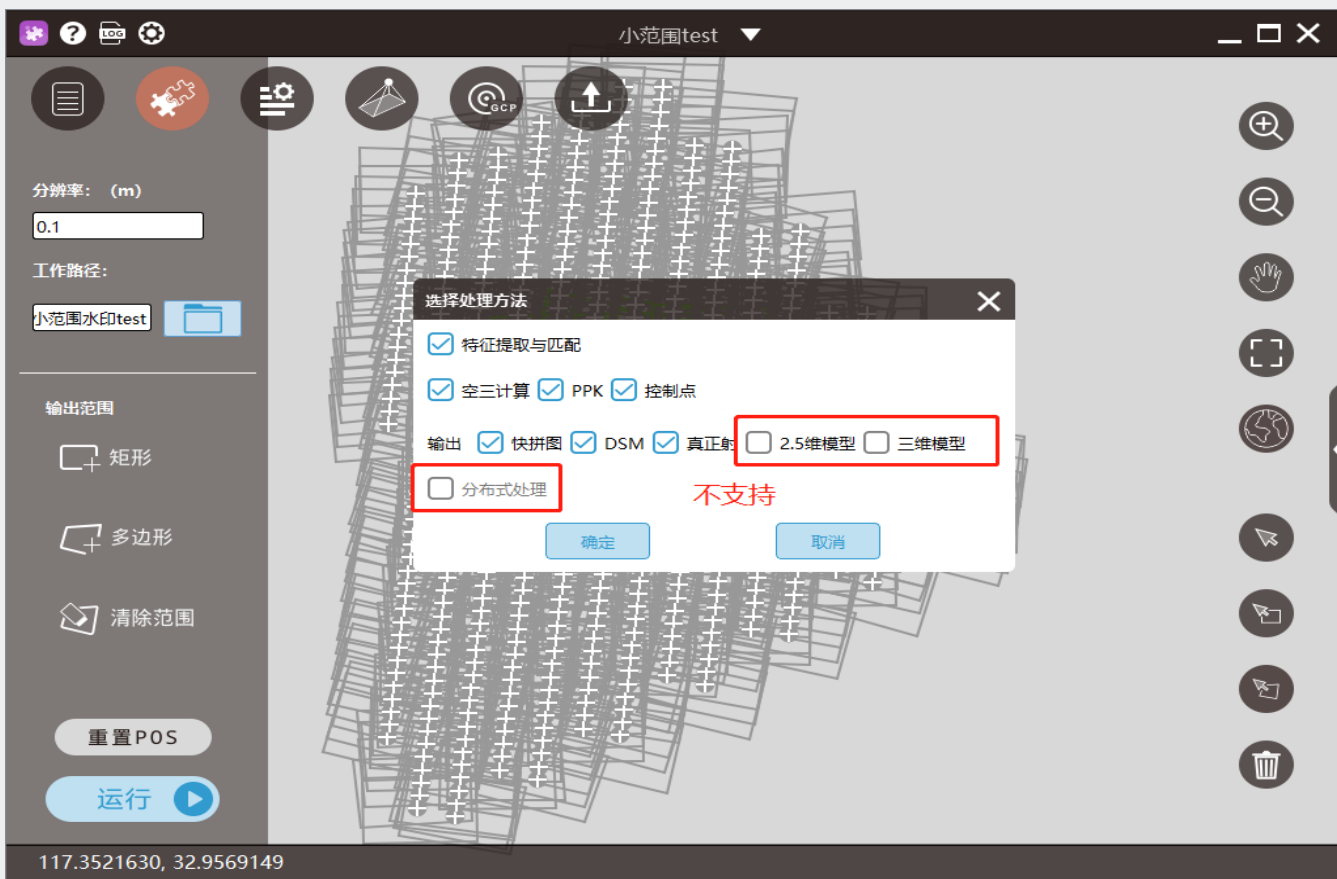 LOG
小范围test
GCP
分辨率: (m)
0.1
工作路径:
小范围水印test
输出范围
矩形
多边形
清除范围
重置POS
运行
选择处理方法
特征提取与匹配
空三计算 PPK 控制点
输出 快拼图 DSM 真正射 2.5维模型 三维模型
分布式处理
不支持
确定 取消
117.3521630, 32.9569149